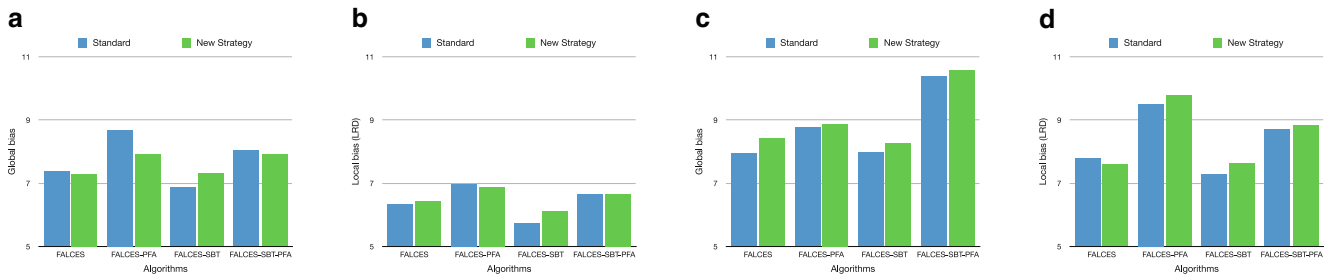 a
Standard
New Strategy
11
9
7
5
Global bias
FALCES
FALCES–PFA
FALCES–SBT
FALCES–SBT–PFA
Algorithms
b
Standard
New Strategy
11
9
7
5
Local bias (LRD)
FALCES
FALCES–PFA
FALCES–SBT
FALCES–SBT–PFA
Algorithms
c
Standard
New Strategy
11
9
7
5
Global bias
FALCES
FALCES–PFA
FALCES–SBT
FALCES–SBT–PFA
Algorithms
d
Standard
New Strategy
11
9
7
5
Local bias (LRD)
FALCES
FALCES–PFA
FALCES–SBT
FALCES–SBT–PFA
Algorithms